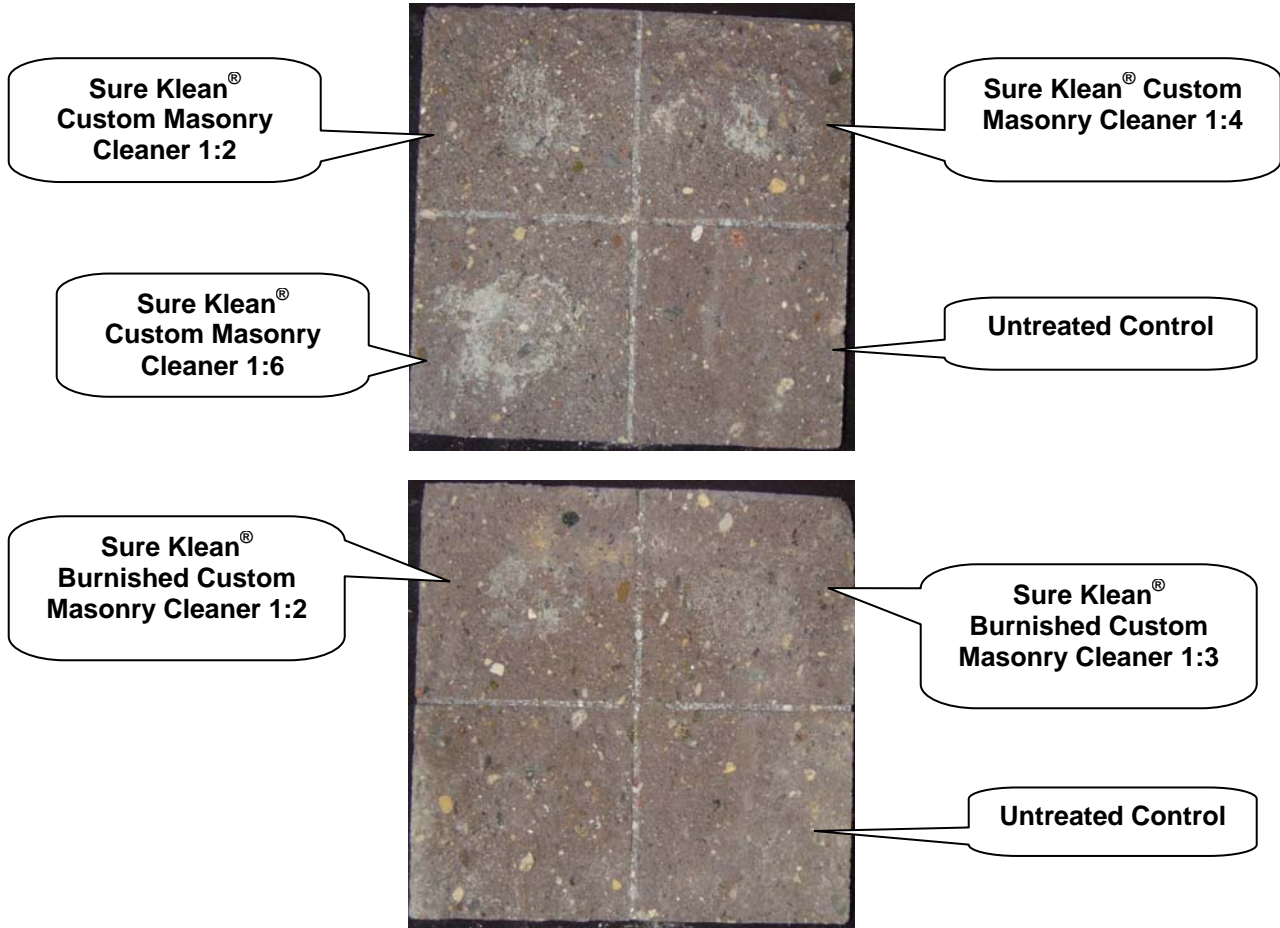 Sure Klean®
Custom Masonry
Cleaner 1:2
Sure Klean® Custom
Masonry Cleaner 1:4
Sure Klean®
Custom Masonry
Cleaner 1:6
Untreated Control
Sure Klean®
Burnished Custom
Masonry Cleaner 1:2
Sure Klean®
Burnished Custom
Masonry Cleaner 1:3
Untreated Control